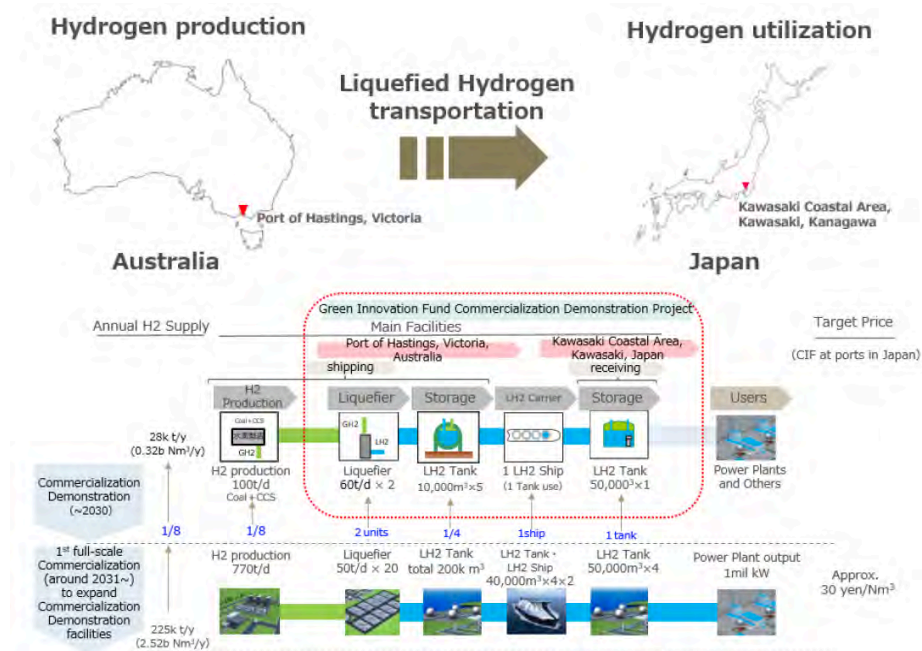 Hydrogen production
Hydrogen utilization
Liquefied Hydrogen
transportation
Port of Hastings, Victoria
Kawasaki Coastal Area,
Kawasaki, Kanagawa
Australia
Japan
Green Innovation Fund Commercialization Demonstration Project
Annual H2 Supply
Main Facilities
Target Price
(CIF at ports in Japan)
Port of Hastings, Victoria,
Australia
Kawasaki Coastal Area,
Kawasaki, Japan
shipping
receiving
H2
Production
Liquefier
Storage
LH2 Carrier
Storage
Users
Coal+CCS
水素製造
GH2
GH2
LH2
28k t/y
(0.32b Nm³/y)
H2 production
100t/d
Coal+CCS
Liquefier
60t/d × 2
LH2 Tank
10,000m³×5
1 LH2 Ship
(1 Tank use)
LH2 Tank
50,000³×1
Power Plants
and Others
Commercialization
Demonstration
(~2030)
1/8
1/8
2 units
1/4
1ship
1 tank
1st full-scale
Commercialization
(around 2031~)
to expand
Commercialization
Demonstration
facilities
225k t/y
(2.52b Nm³/y)
H2 production
770t/d
Liquefier
50t/d × 20
LH2 Tank
total 200k m³
LH2 Tank・
LH2 Ship
40,000m³×4×2
LH2 Tank
50,000m³×4
Power Plant output
1mil kW
Approx.
30 yen/Nm³